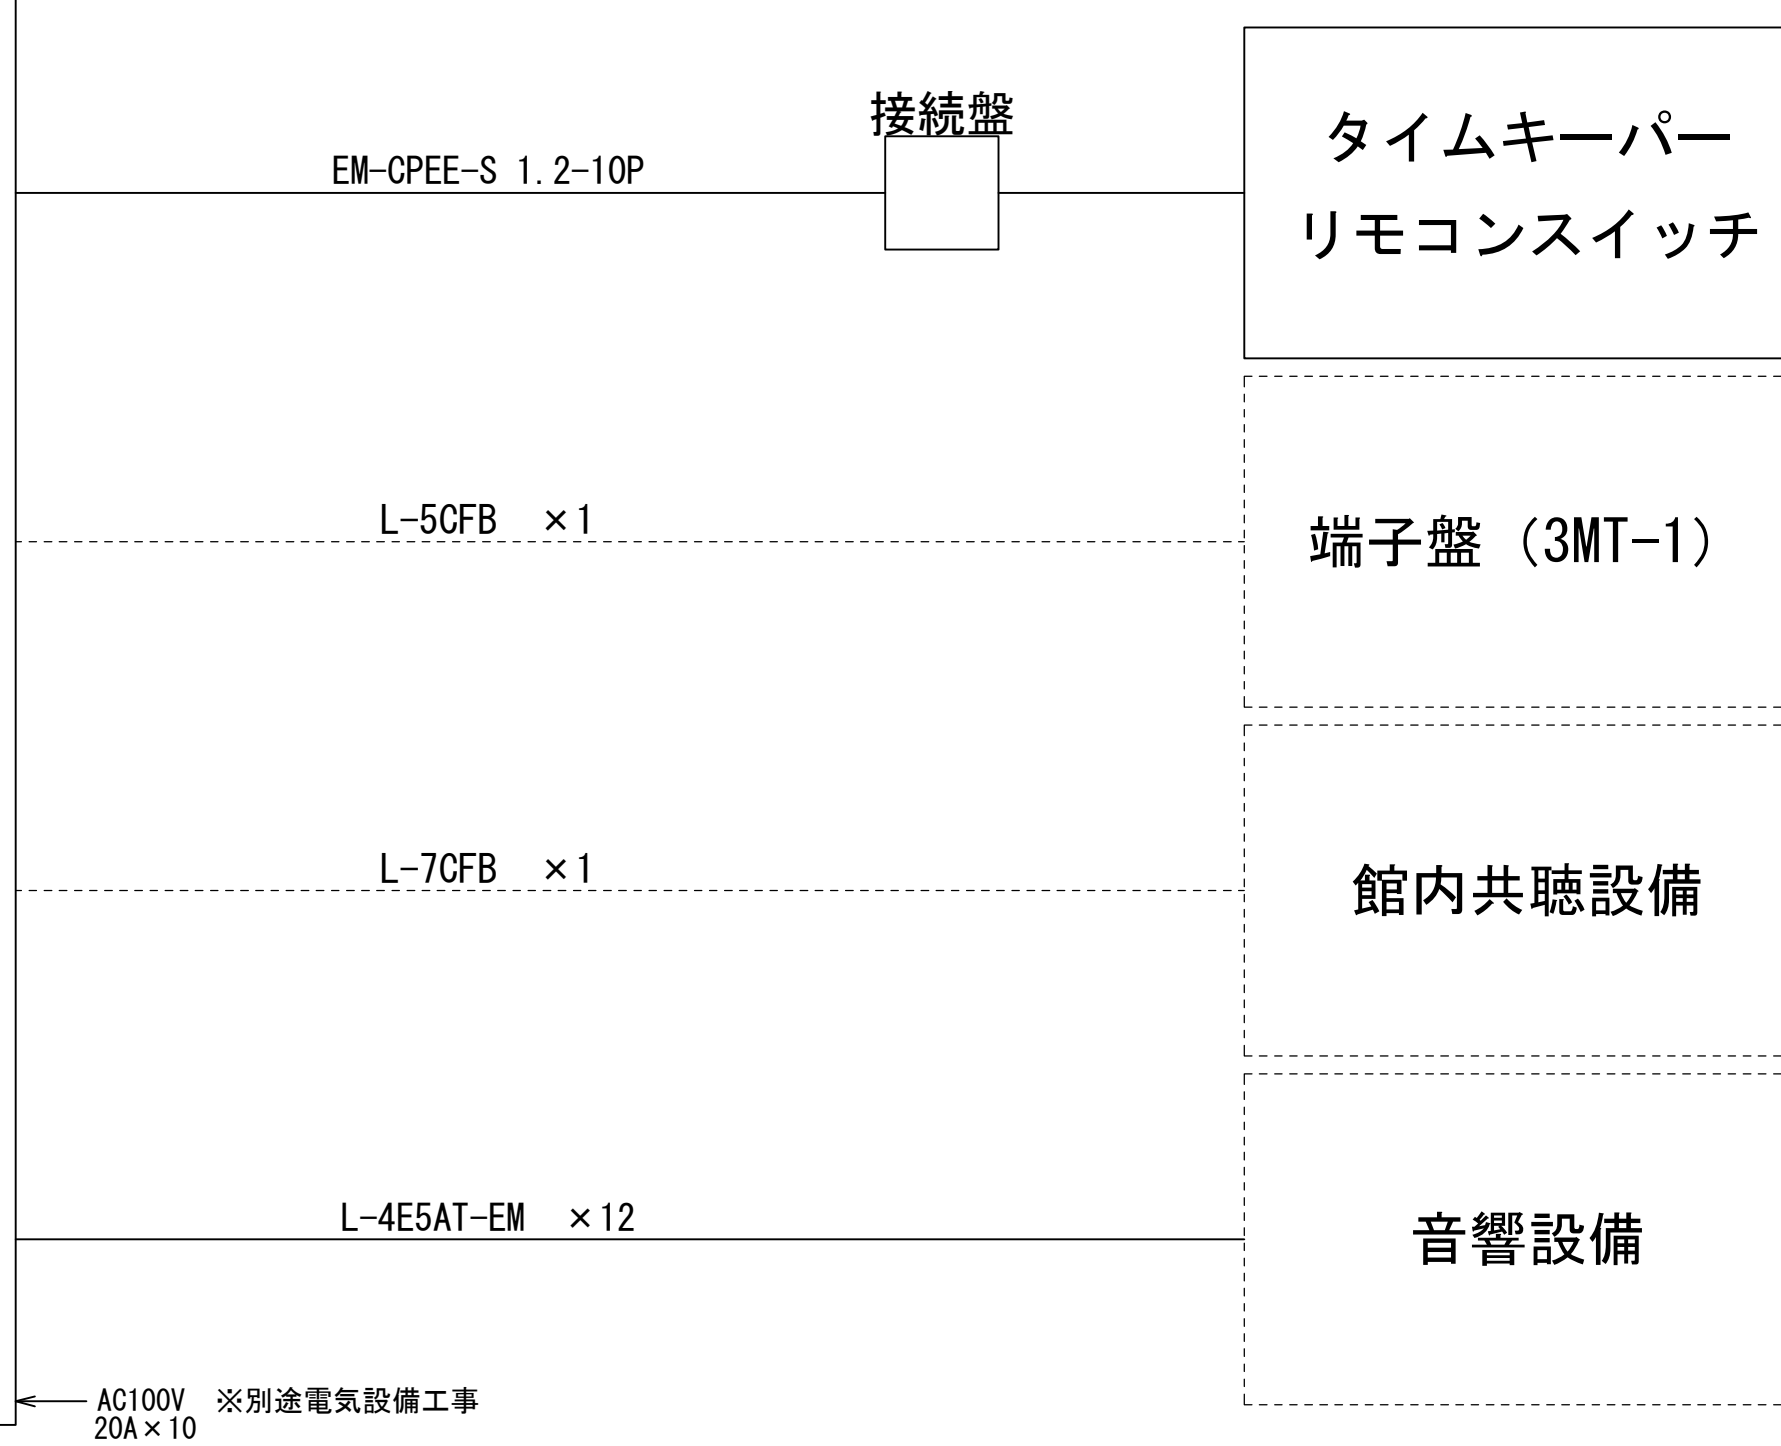 接続盤
EM−CPEE−S 1.2−10P
タイムキーパー
リモコンスイッチ
L−5CFB ×1
端子盤（3MT−1）
L−7CFB ×1
館内共聴設備
L−4E5AT−EM ×12
音響設備
AC100V ※別途電気設備工事
20A×10